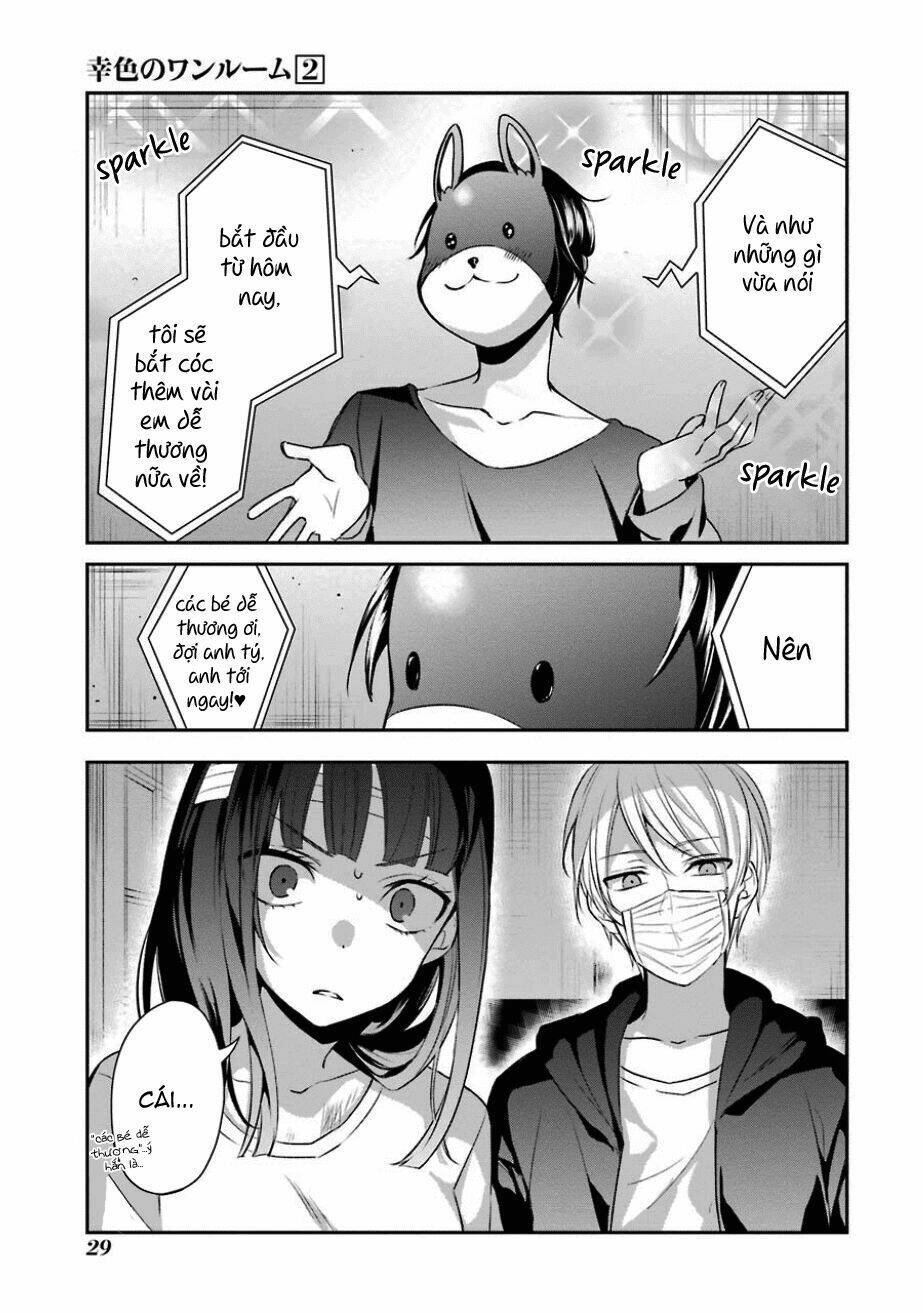 幸色のワンルーム2
sparkle
sparkle
Và như
những gì
vừa nói
bắt đầu
từ hôm
nay,
tôi sẽ
bắt cóc
thêm vài
em dễ
thương
nữa về!
sparkle
Nên
các bé dễ
thương ơi,
đợi anh tý,
anh tới
ngay!♥
CÁI...
"các bé dễ
thương"...ý
hắn là...
29